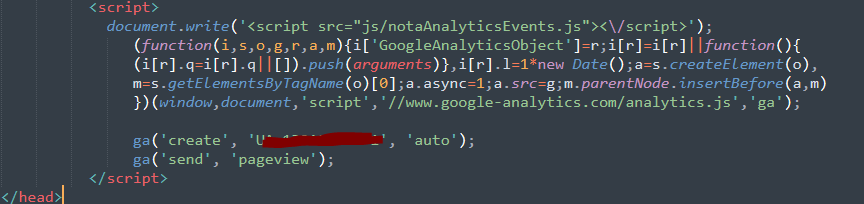 <script>
document.write('<script src="js/notaAnalyticsEvents.js"><\/script>');
(function(i,s,o,g,r,a,m){i['GoogleAnalyticsObject']=r;i[r]=i[r]||function(){
(i[r].q=i[r].q||[]).push(arguments)},i[r].l=1*new Date();a=s.createElement(o),
m=s.getElementsByTagName(o)[0];a.async=1;a.src=g;m.parentNode.insertBefore(a,m)
})(window,document,'script','//www.google-analytics.com/analytics.js','ga');
ga('create', '', 'auto');
ga('send', 'pageview');
</script>
</head>